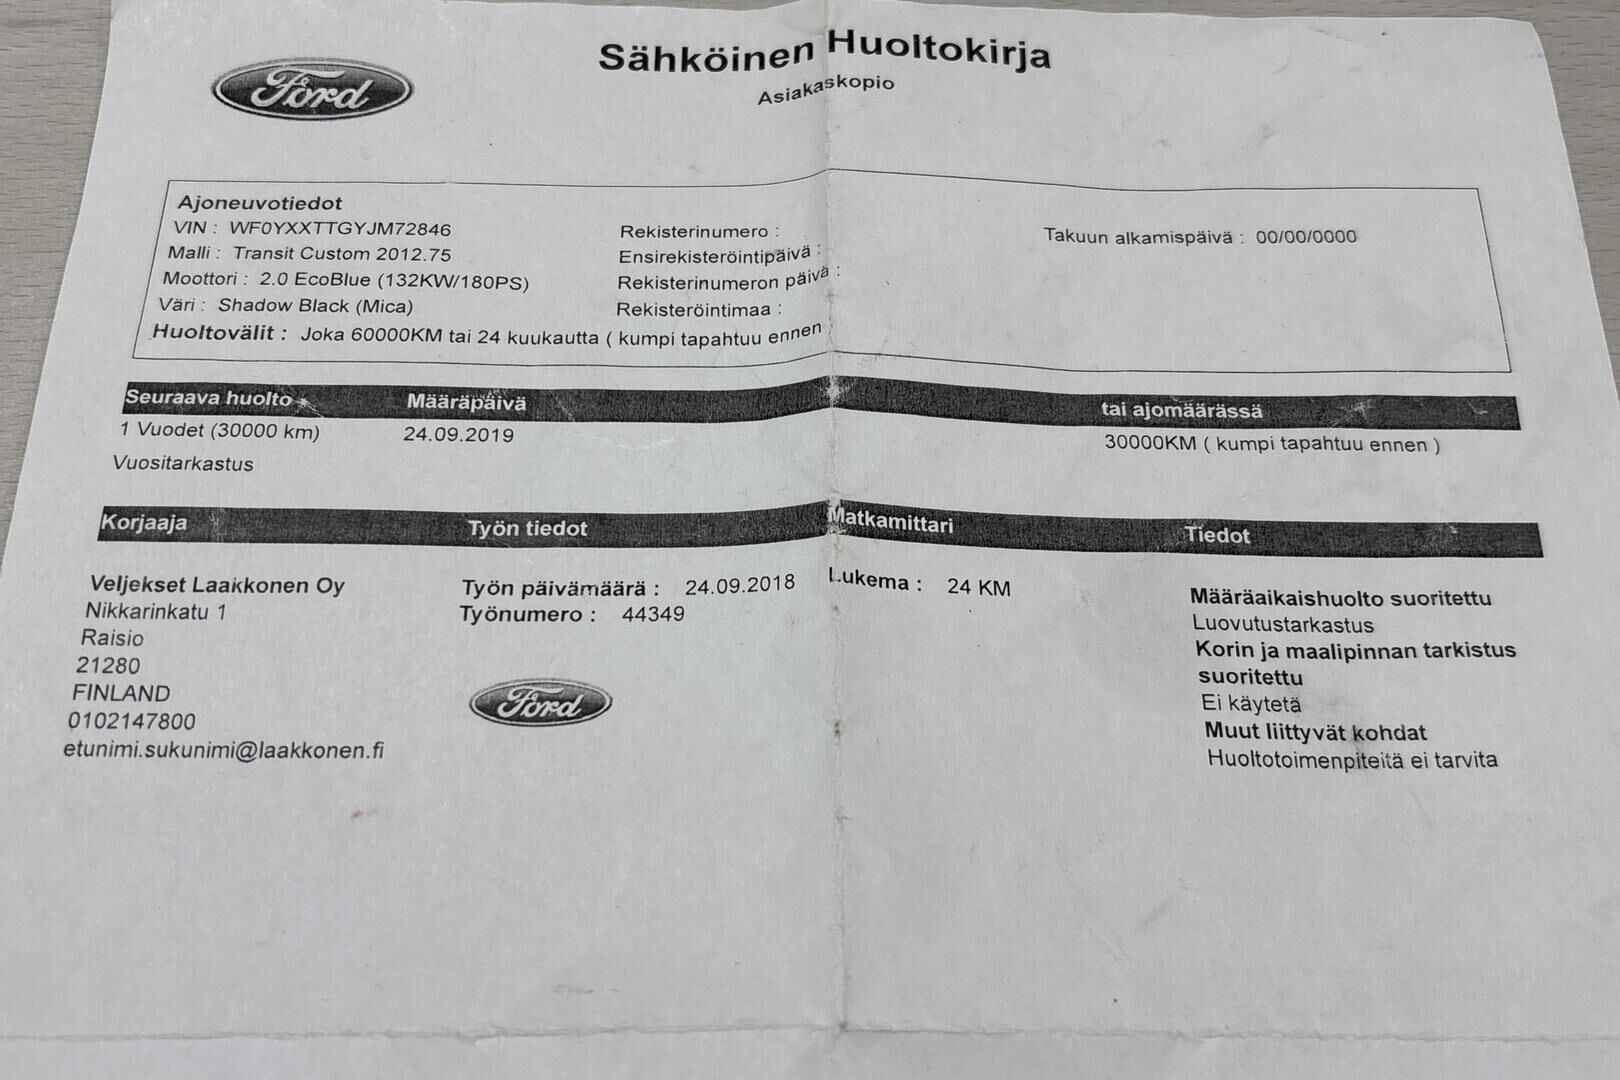 Ford
Sähköinen Huoltokirja
Asiakaskopio
Ajoneuvotiedot
VIN : WF0YXXTTGYJM72846
Malli : Transit Custom 2012.75
Moottori : 2.0 EcoBlue (132KW/180PS)
Väri : Shadow Black (Mica)
Huoltovälit : Joka 60000KM tai 24 kuukautta ( kumpi tapahtuu ennen
Rekisterinumero :
Ensirekisteröintipäivä :
Rekisterinumeron päivä :
Rekisteröintimaa :
Takuun alkamispäivä : 00/00/0000
Seuraava huolto Määräpäivä tai ajomäärässä
1 Vuodet (30000 km) 24.09.2019 30000KM ( kumpi tapahtuu ennen )
Vuositarkastus
Korjaaja Työn tiedot Matkamittari Tiedot
Veljekset Laakkonen Oy
Nikkarinkatu 1
Raisio
21280
FINLAND
0102147800
etunimi.sukunimi@laakkonen.fi
Työn päivämäärä : 24.09.2018
Työnumero : 44349
Ford
Lukema : 24 KM
Määräaikaishuolto suoritettu
Luovutustarkastus
Korin ja maalipinnan tarkistus
suoritettu
Ei käytetä
Muut liittyvät kohdat
Huoltotoimenpiteitä ei tarvita